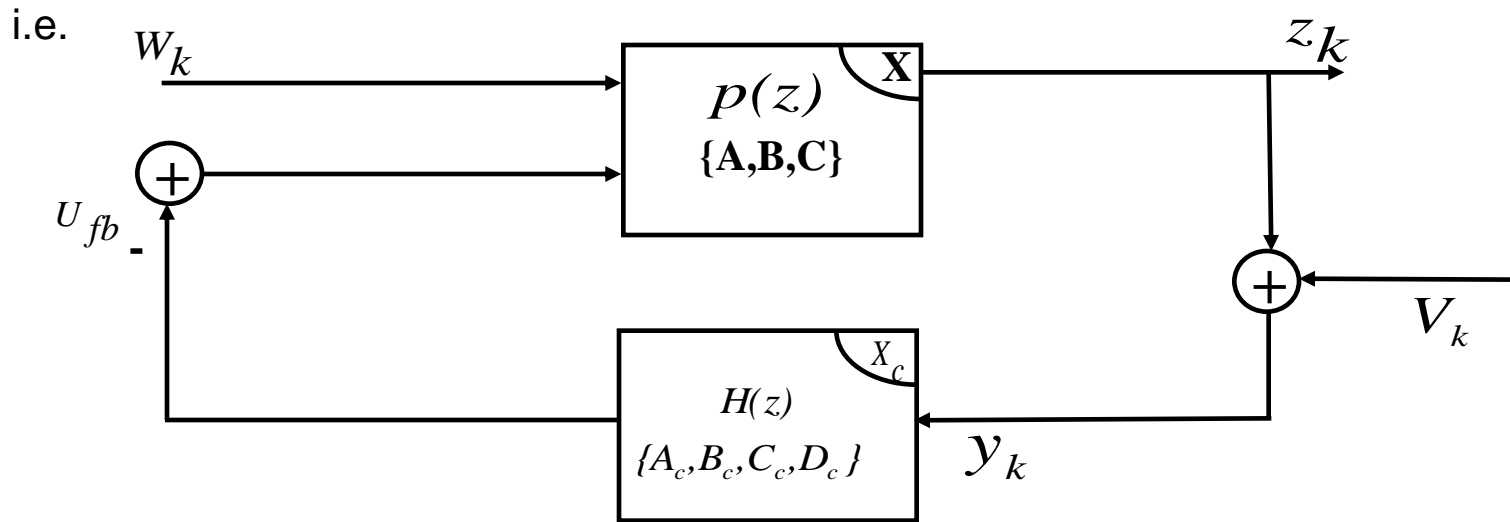 i.e.
W_k
z_k
X
p(z)
{A,B,C}
+
U_fb
-
+
V_k
X_c
H(z)
{A_c,B_c,C_c,D_c}
y_k